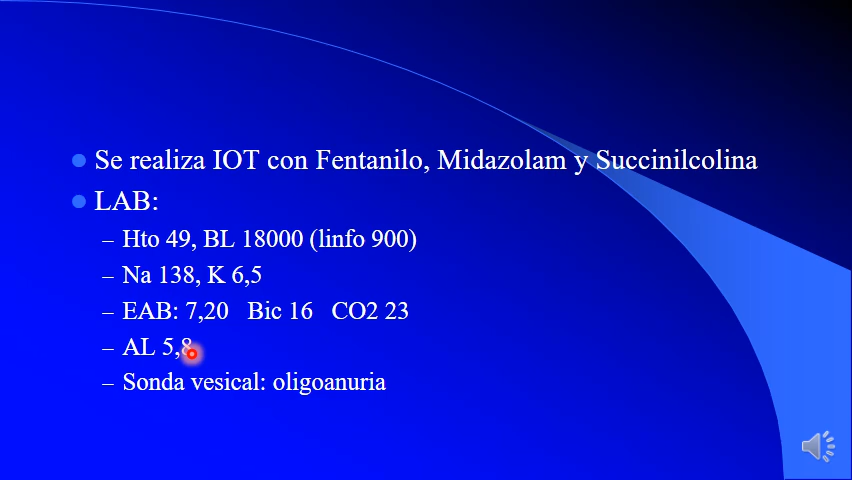 Se realiza IOT con Fentanilo, Midazolam y Succinilcolina
LAB:
– Hto 49, BL 18000 (linfo 900)
– Na 138, K 6,5
– EAB: 7,20 Bic 16 CO2 23
– AL 5,8
– Sonda vesical: oligoanuria